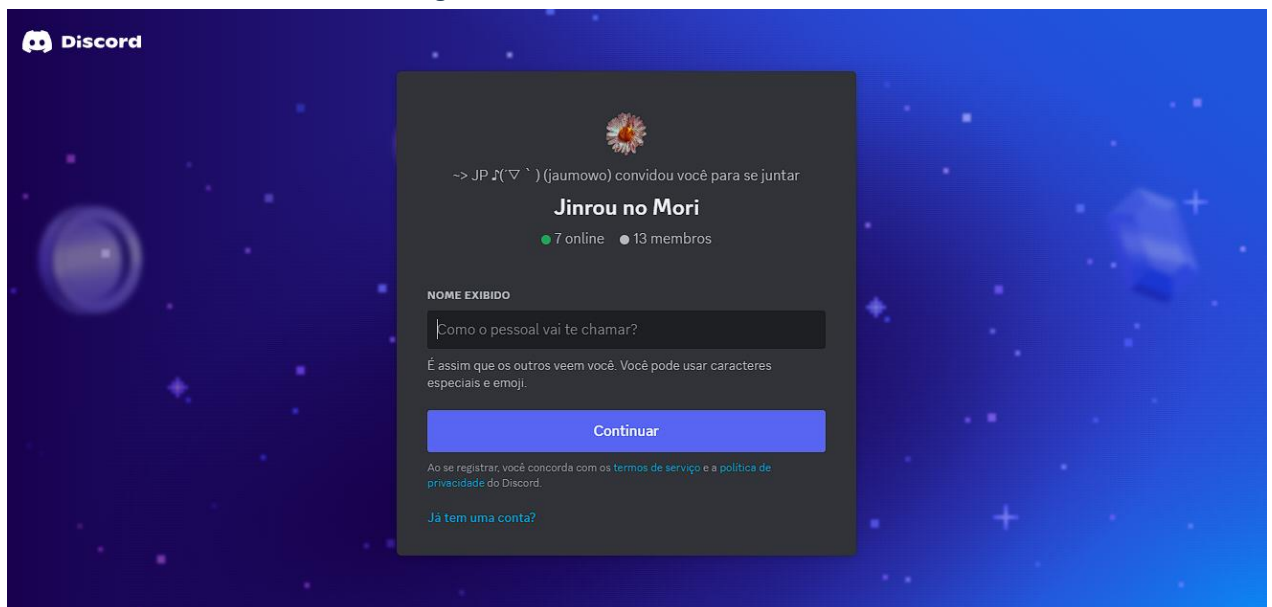 Discord
~> JP ♪(´▽｀) (jaumowo) convidou você para se juntar
Jinrou no Mori
7 online 13 membros
NOME EXIBIDO
Como o pessoal vai te chamar?
É assim que os outros veem você. Você pode usar caracteres
especiais e emoji.
Continuar
Ao se registrar, você concorda com os termos de serviço e a política de
privacidade do Discord.
Já tem uma conta?